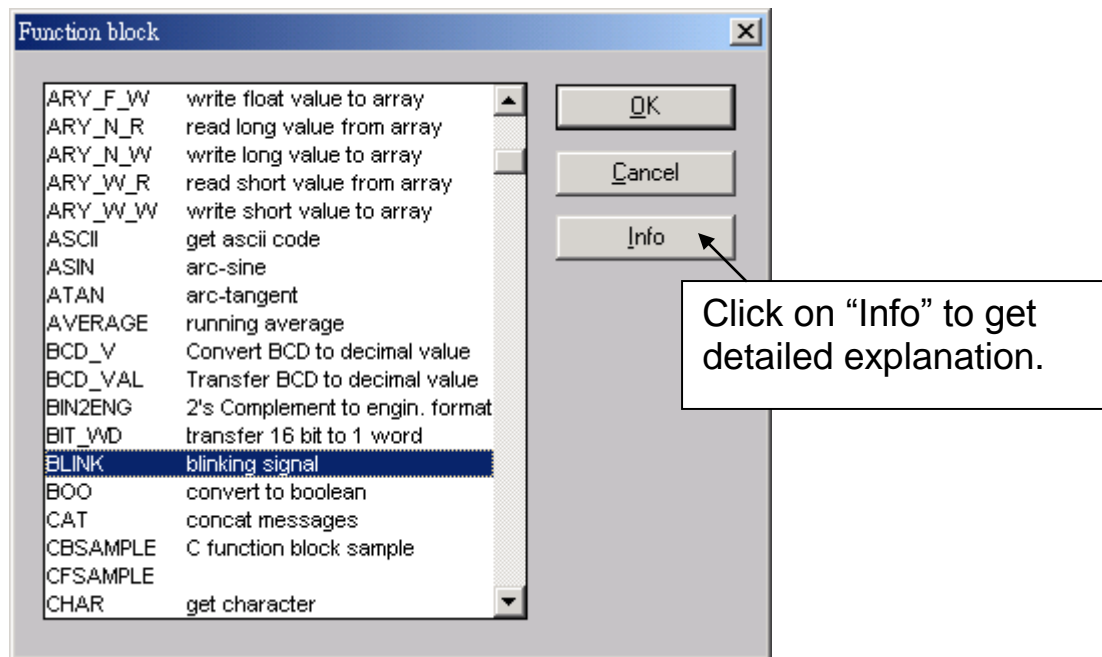 Function block
ARY_F_W write float value to array
ARY_N_R read long value from array
ARY_N_W write long value to array
ARY_W_R read short value from array
ARY_W_W write short value to array
ASCII get ascii code
ASIN arc-sine
ATAN arc-tangent
AVERAGE running average
BCD_V Convert BCD to decimal value
BCD_VAL Transfer BCD to decimal value
BIN2ENG 2's Complement to engin. format
BIT_WD transfer 16 bit to 1 word
BLINK blinking signal
BOO convert to boolean
CAT concat messages
CBSAMPLE C function block sample
CFSAMPLE
CHAR get character
OK
Cancel
Info
Click on “Info” to get
detailed explanation.